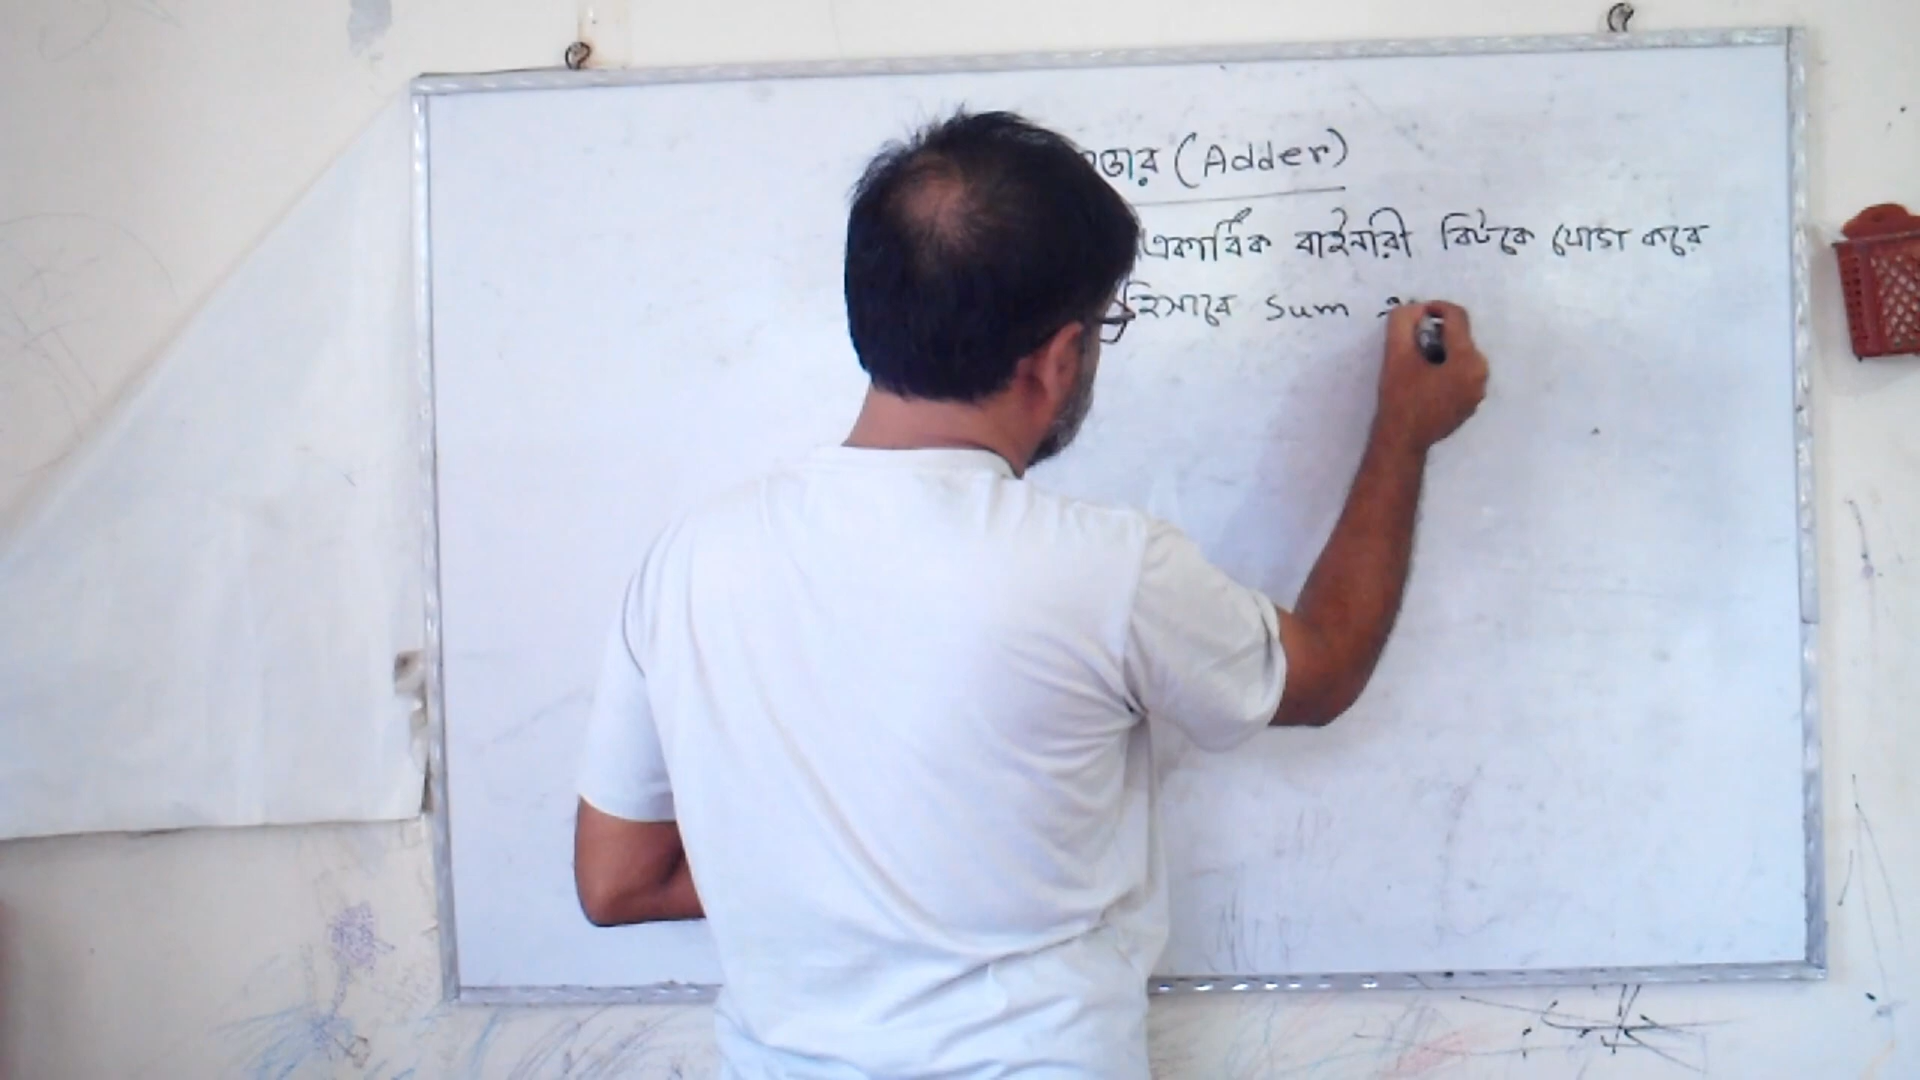 (Adder)
একাধিক বাইনারী বিটকে যোগ করে
হিসাবে Sum